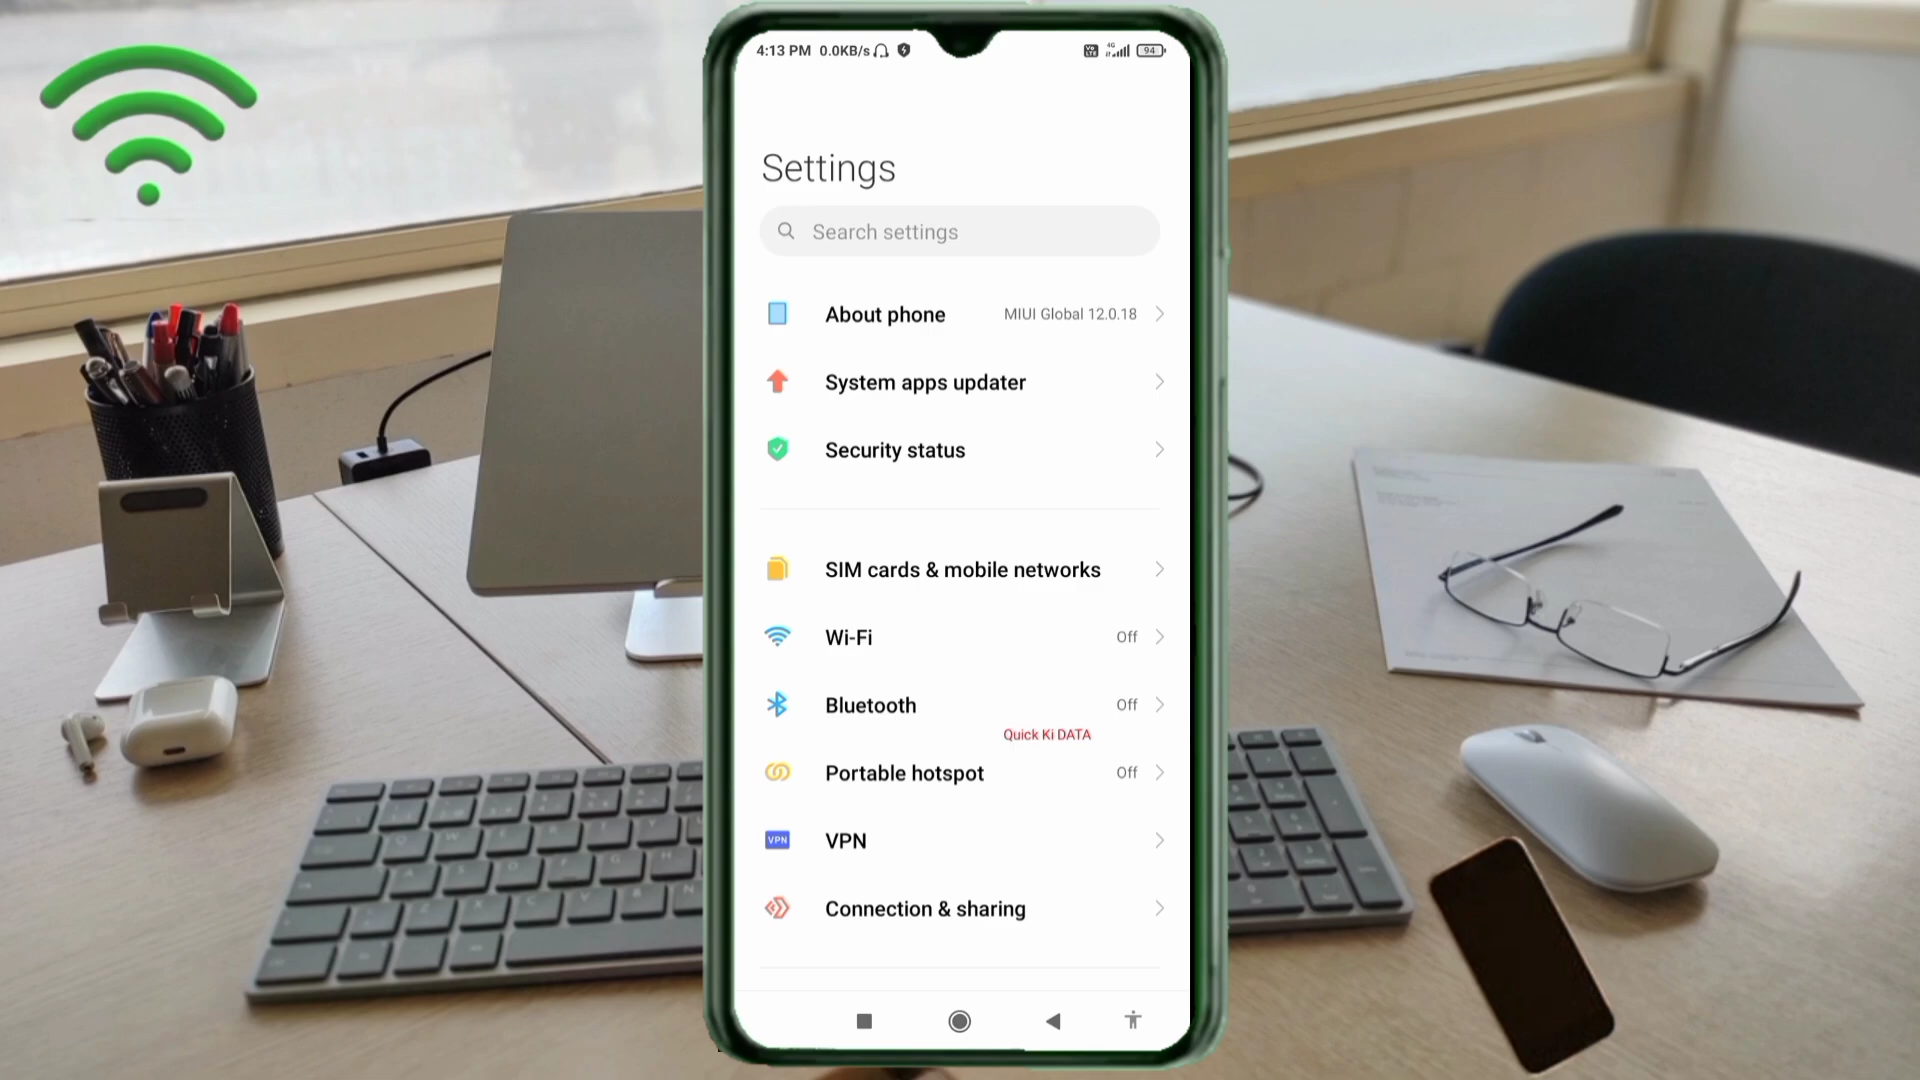 4:13 PM 0.0KB/s
4G
94
Settings
Search settings
About phone MIUI Global 12.0.18
System apps updater
Security status
SIM cards & mobile networks
Wi-Fi Off
Bluetooth Off
Quick Ki DATA
Portable hotspot Off
VPN VPN
Connection & sharing